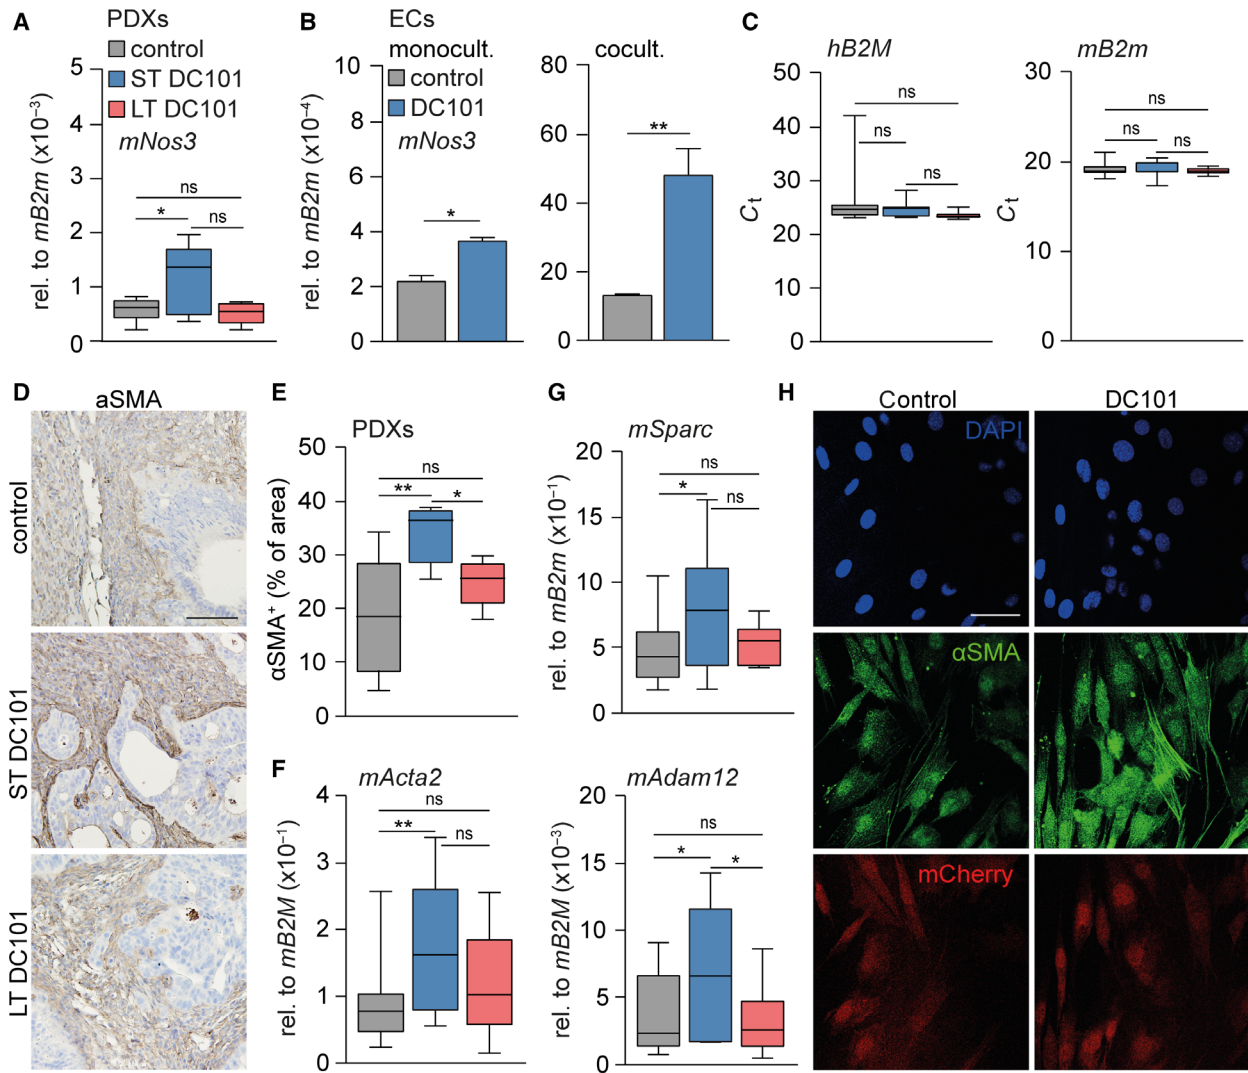 A
PDXs
control
ST DC101
LT DC101
mNos3
rel. to mB2m (x10⁻³)
5
4
3
2
1
0
ns
*
ns
B
ECs
monocult.
control
DC101
mNos3
rel. to mB2m (x10⁻⁴)
10
8
6
4
2
0
*
cocult.
80
60
40
20
0
**
C
hB2M
Ct
50
40
30
20
10
0
ns
ns
ns
mB2m
Ct
30
20
10
0
ns
ns
ns
D
aSMA
control
ST DC101
LT DC101
E
PDXs
αSMA⁺ (% of area)
50
40
30
20
10
0
ns
**
*
F
mActa2
rel. to mB2M (x10⁻¹)
4
3
2
1
0
ns
**
ns
mAdam12
rel. to mB2M (x10⁻³)
20
15
10
5
0
ns
*
*
G
mSparc
rel. to mB2m (x10⁻¹)
20
15
10
5
0
ns
*
ns
H
Control
DC101
DAPI
αSMA
mCherry